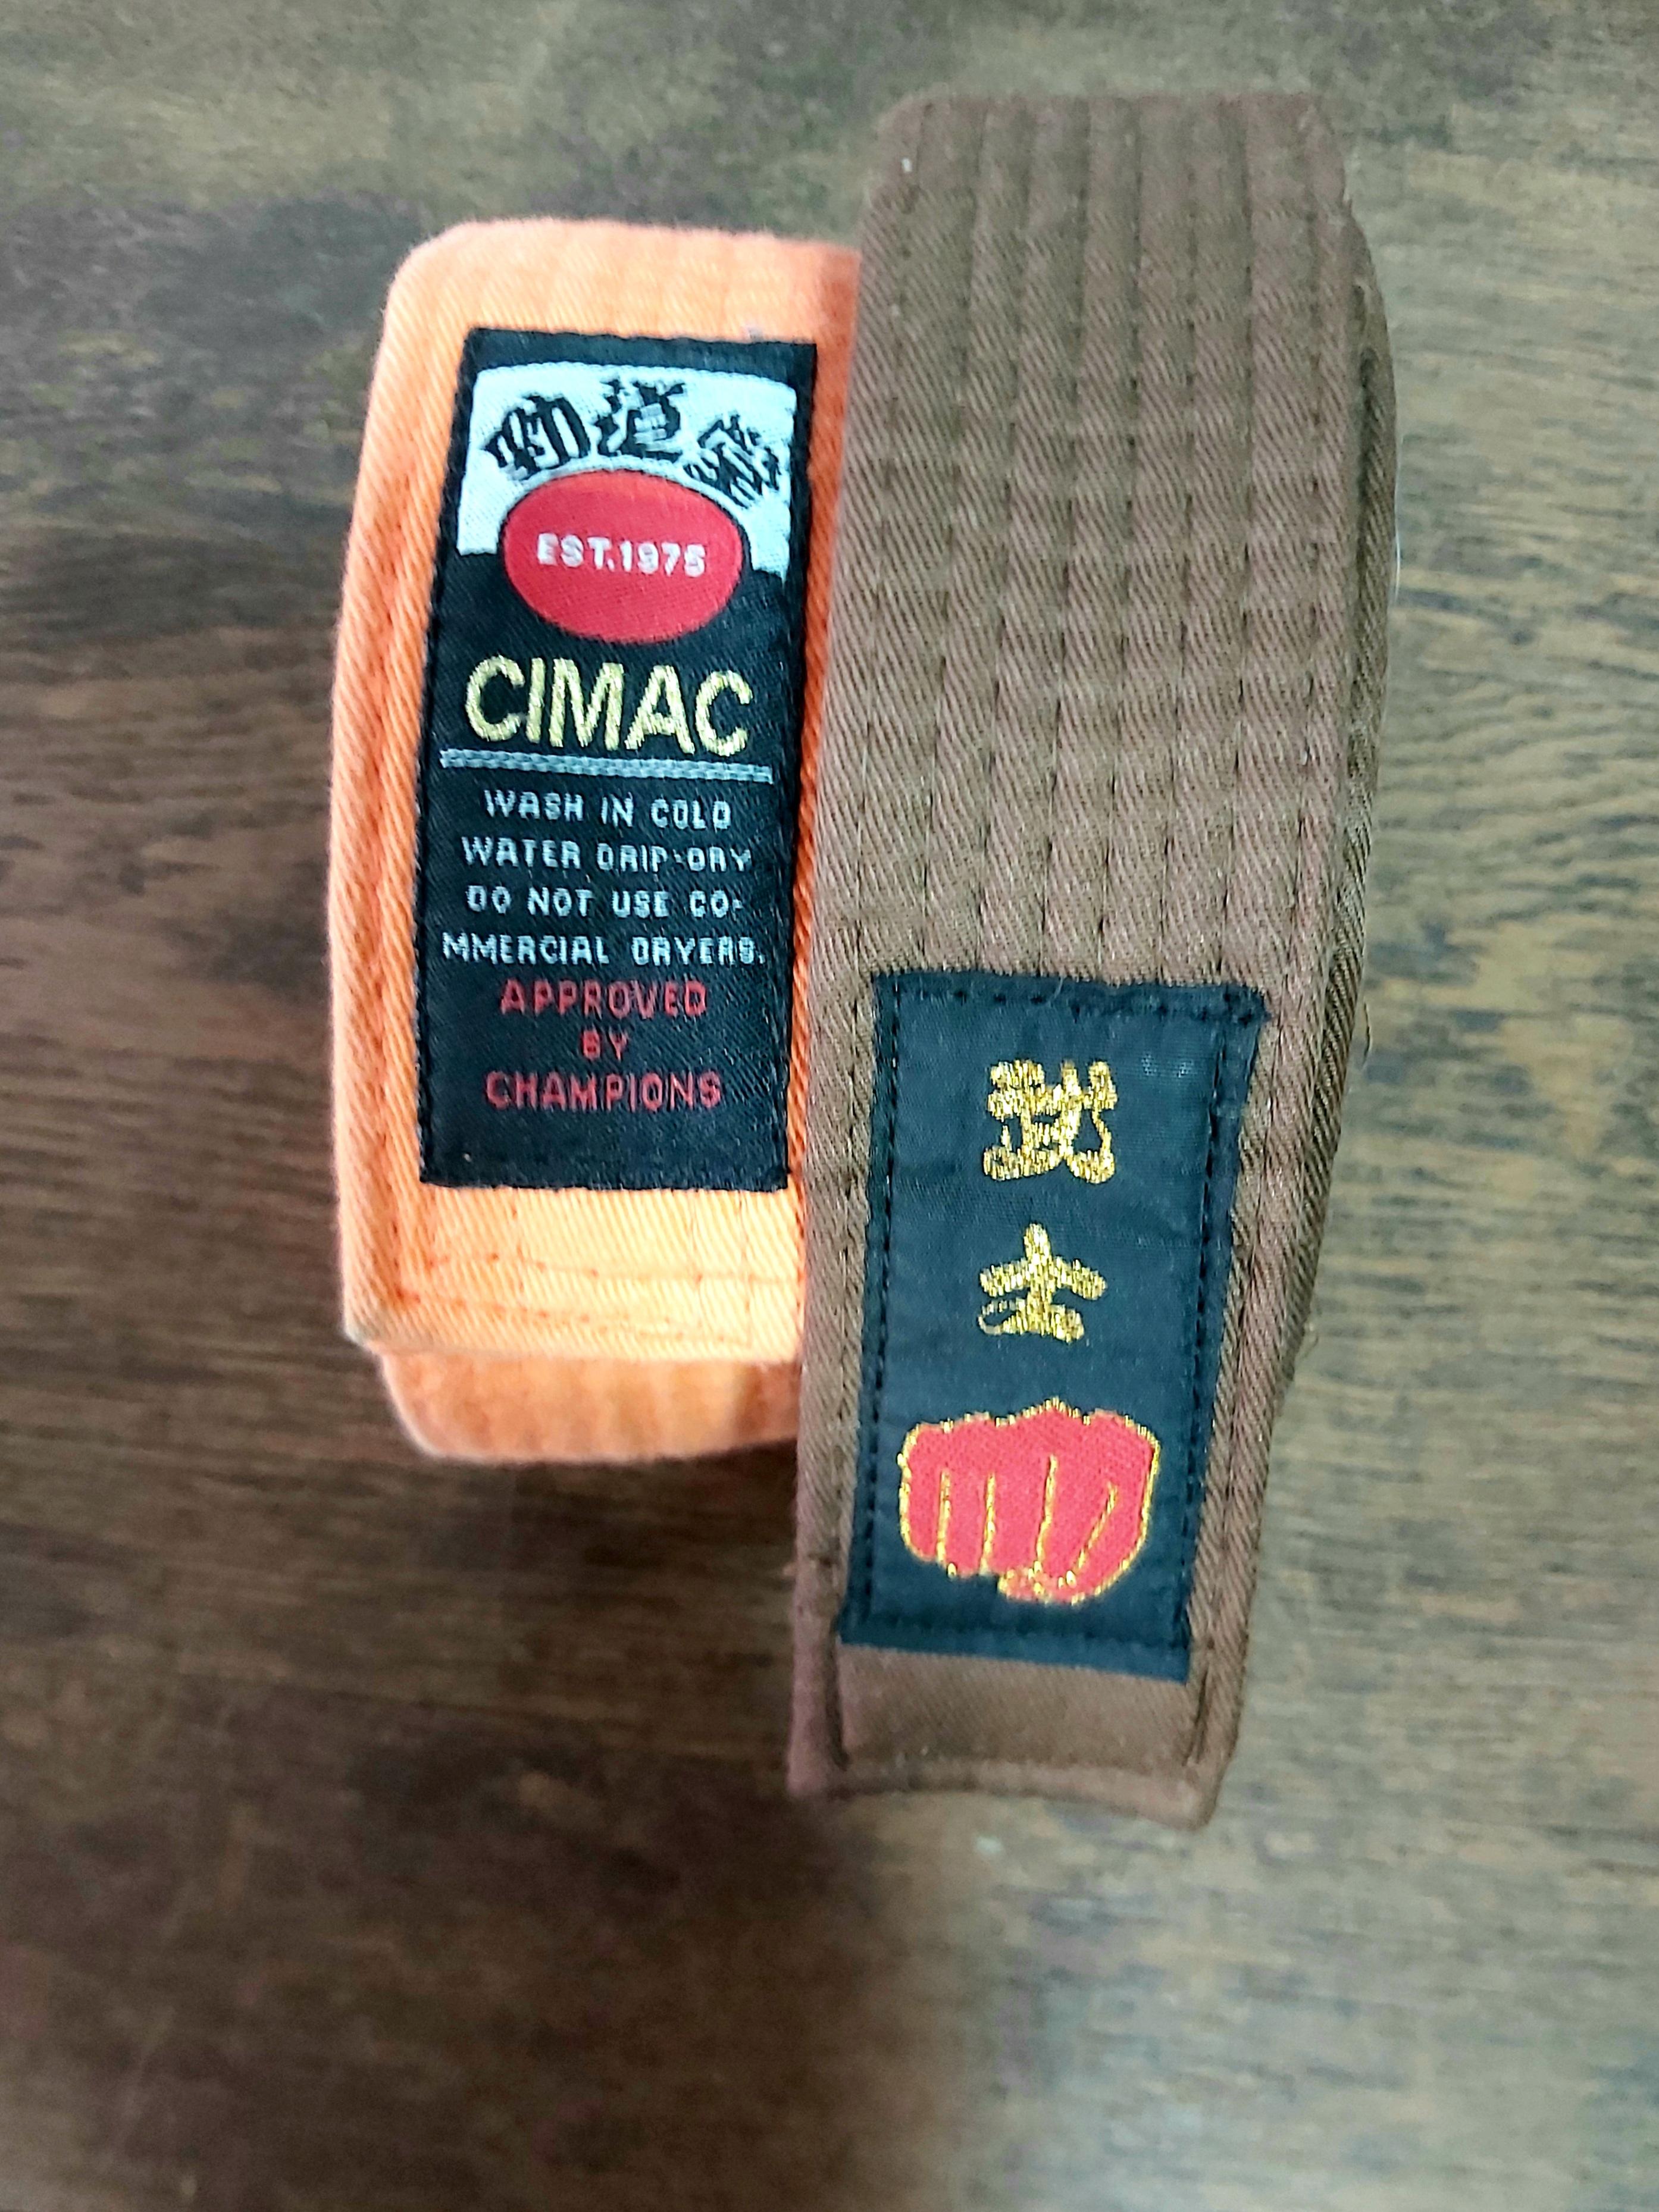 EST.1975
CIMAC
WASH IN COLD
WATER DRIP-DRY
DO NOT USE CO-
MMERCIAL DRYERS.
APPROVED
BY
CHAMPIONS
士